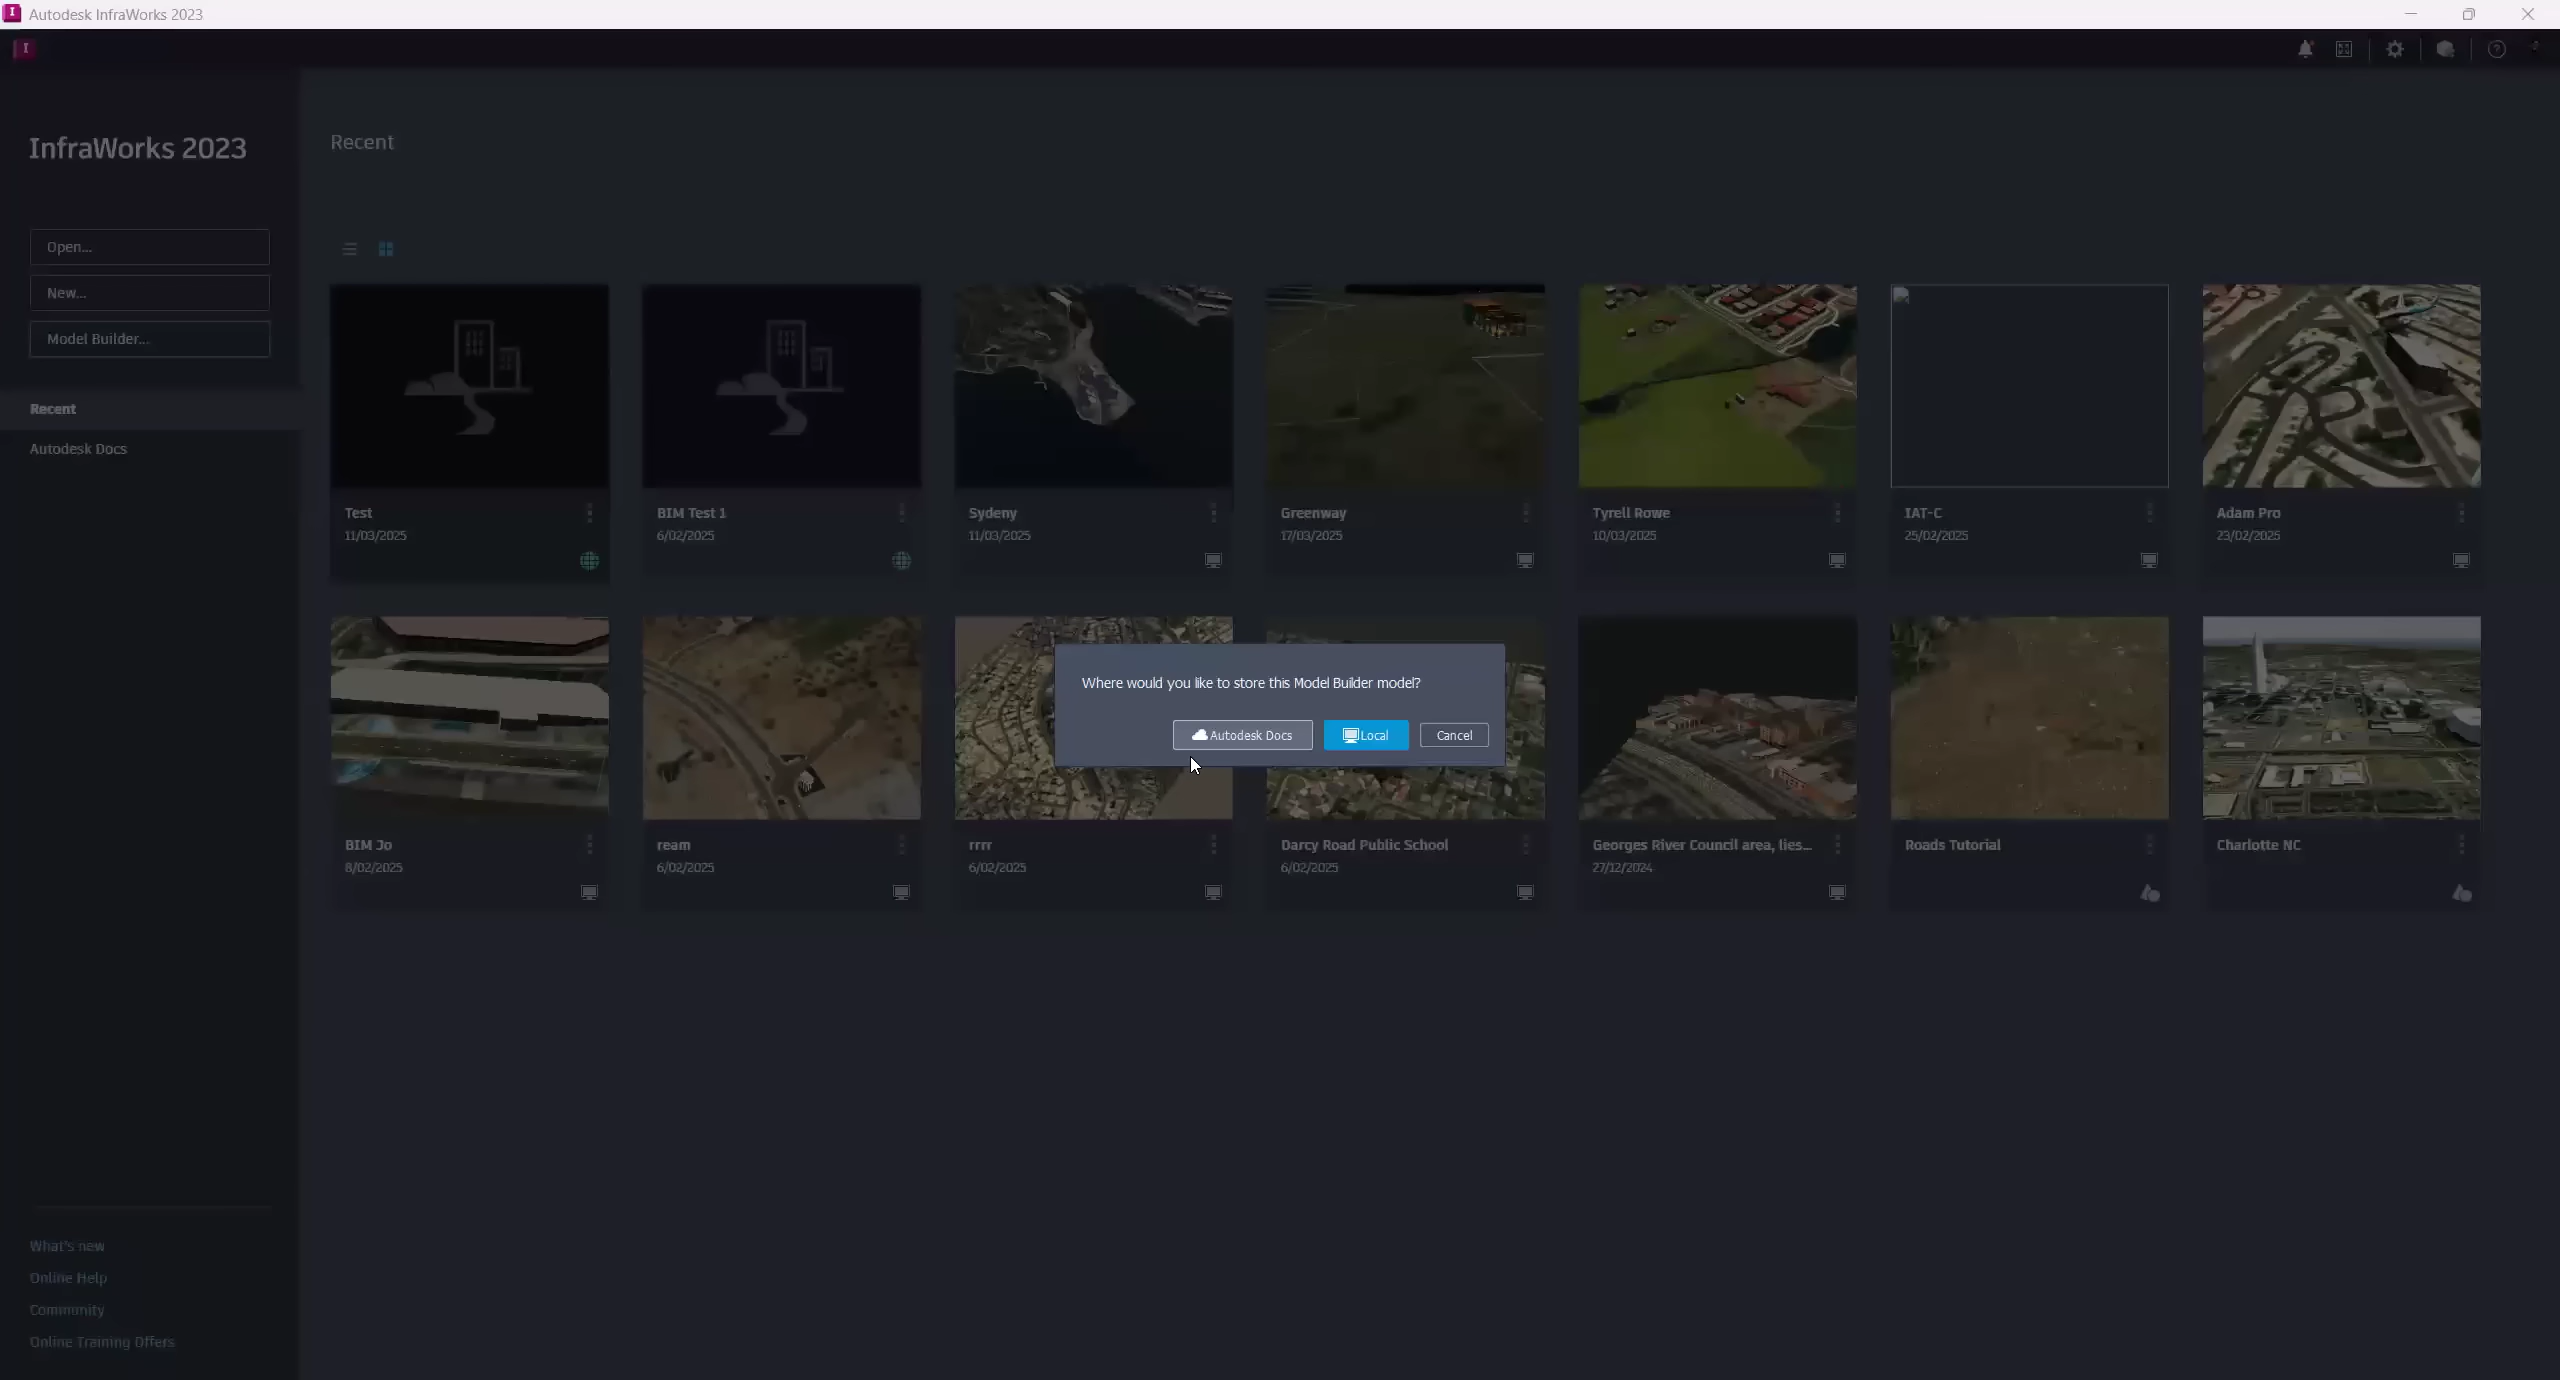 Autodesk InfraWorks 2023
InfraWorks 2023
Open...
New...
Model Builder...
Recent
Autodesk Docs
What's new
Online Help
Community
Online Training Offers
Recent
Test
11/03/2025
BIM Test 1
6/02/2025
Sydeny
11/03/2025
Greenway
17/03/2025
Tyrell Rowe
10/03/2025
IAT-C
25/02/2025
Adam Pro
23/02/2025
BIM Jo
8/02/2025
ream
6/02/2025
rrrr
6/02/2025
Darcy Road Public School
6/02/2025
Georges River Council area, lies...
27/12/2024
Roads Tutorial
Charlotte NC
Where would you like to store this Model Builder model?
Autodesk Docs
Local
Cancel